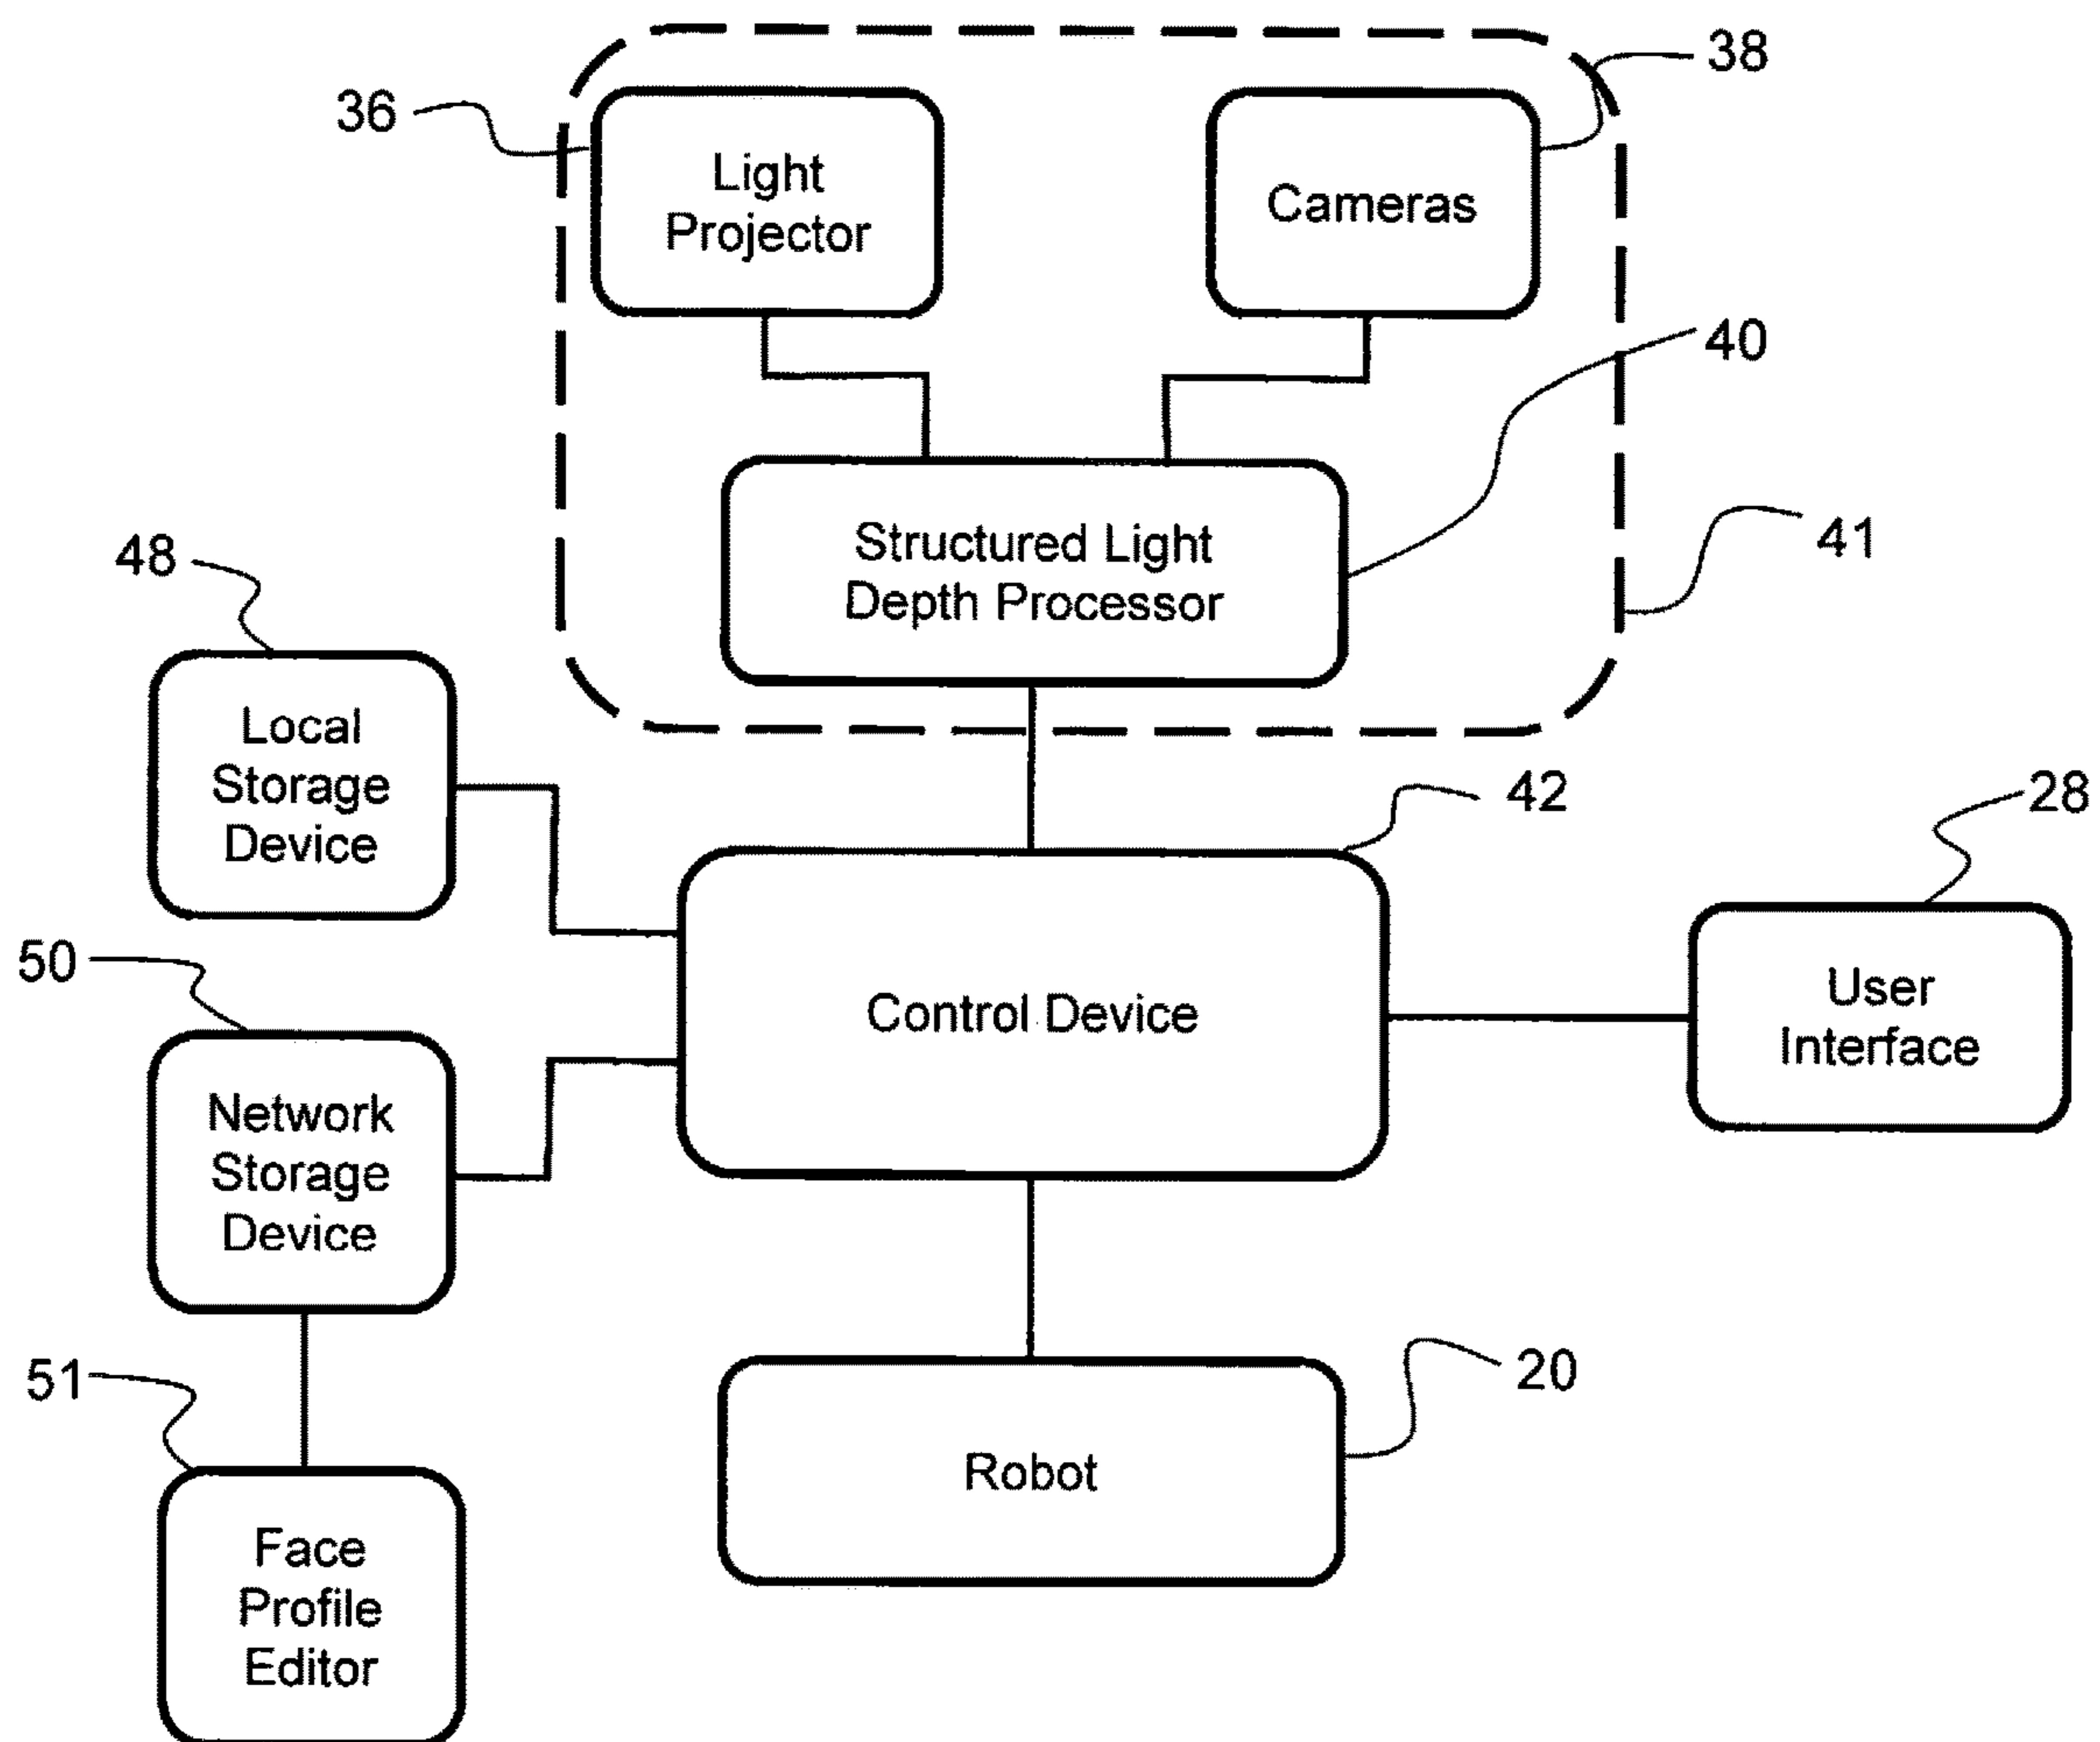 38
36
Light
Projector
Cameras
40
Structured Light
Depth Processor
41
48
Local
Storage
Device
42
28
50
Control Device
User
Interface
Network
Storage
Device
51
20
Robot
Face
Profile
Editor